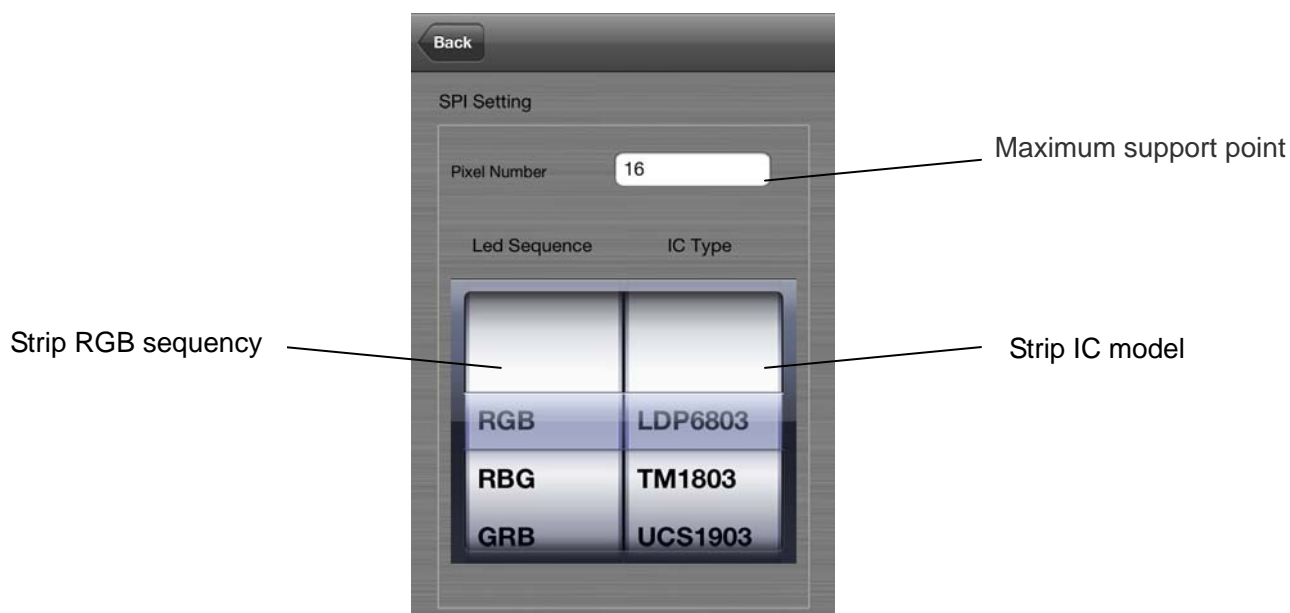 Back
SPI Setting
Pixel Number 16
Maximum support point
Led Sequence IC Type
Strip RGB sequency
Strip IC model
RGB LDP6803
RBG TM1803
GRB UCS1903